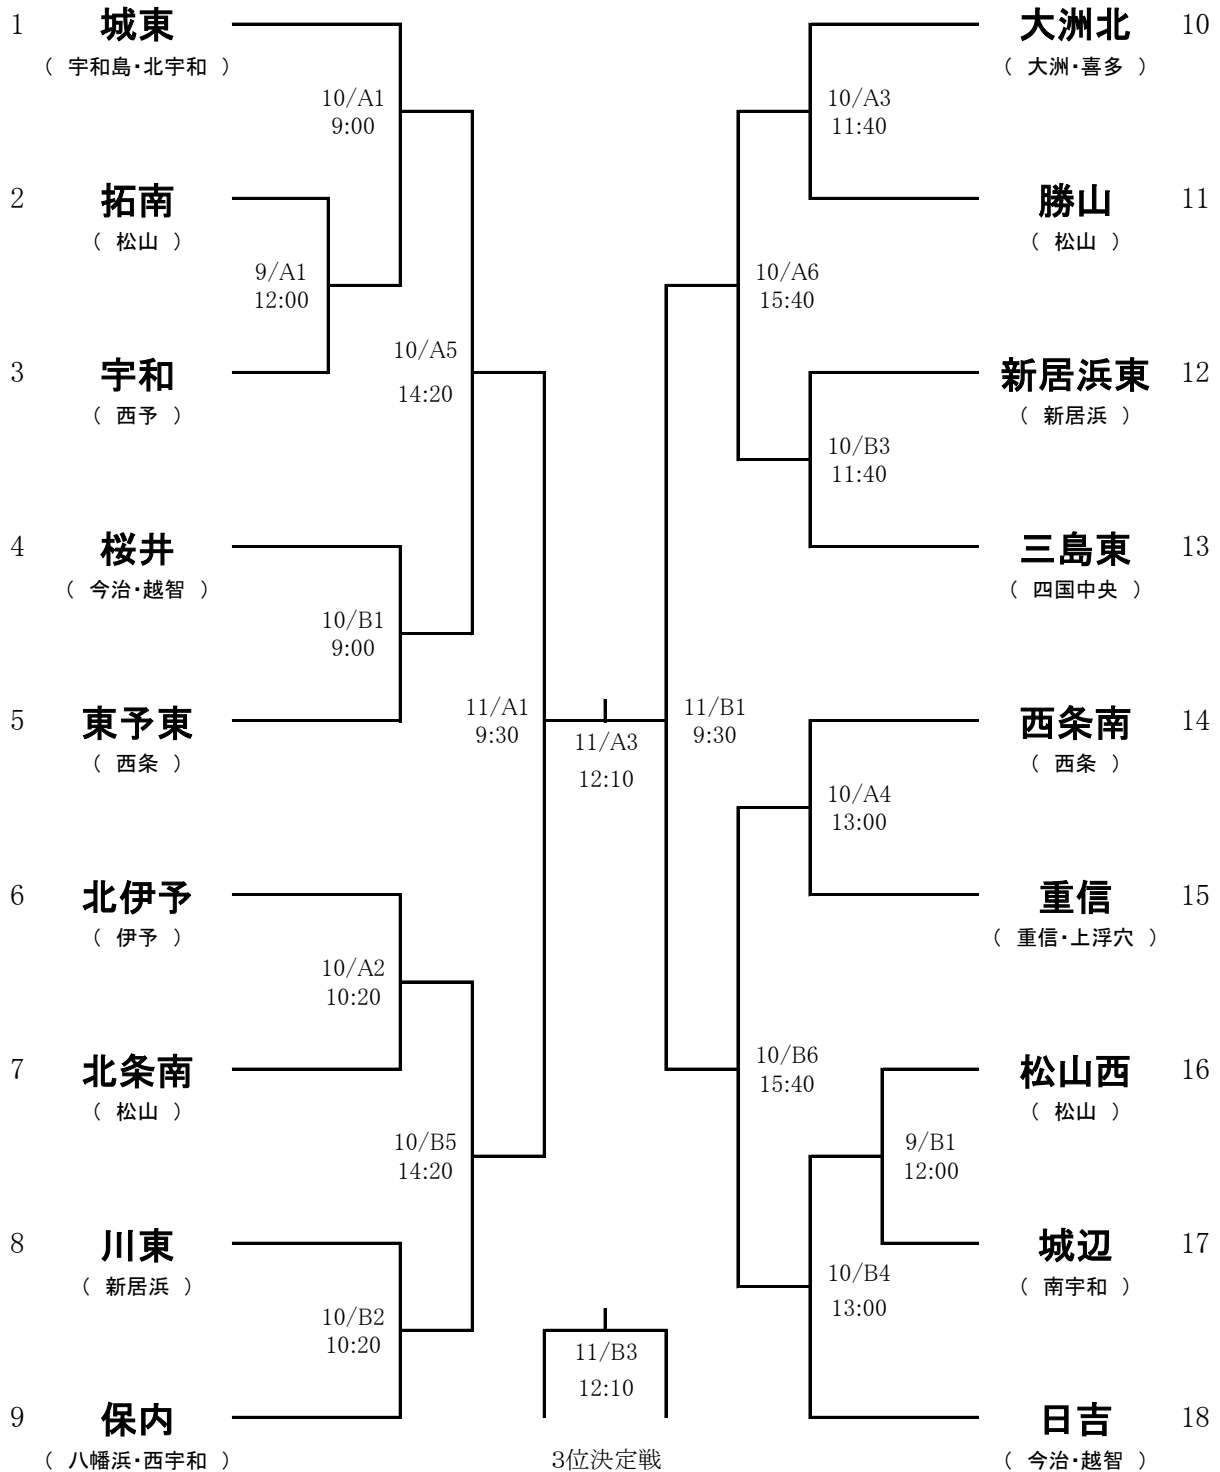 1 城東
（ 宇和島・北宇和 ）
10/A1
9:00
2 拓南
（ 松山 ）
9/A1
12:00
3 宇和
（ 西予 ）
10/A5
14:20
4 桜井
（ 今治・越智 ）
10/B1
9:00
5 東予東
（ 西条 ）
11/A1
9:30
6 北伊予
（ 伊予 ）
10/A2
10:20
7 北条南
（ 松山 ）
10/B5
14:20
8 川東
（ 新居浜 ）
10/B2
10:20
9 保内
（ 八幡浜・西宇和 ）
11/A3
12:10
11/B3
12:10
3位決定戦
大洲北 10
（ 大洲・喜多 ）
10/A3
11:40
勝山 11
（ 松山 ）
10/A6
15:40
新居浜東 12
（ 新居浜 ）
10/B3
11:40
三島東 13
（ 四国中央 ）
11/B1
9:30
西条南 14
（ 西条 ）
10/A4
13:00
重信 15
（ 重信・上浮穴 ）
10/B6
15:40
松山西 16
（ 松山 ）
9/B1
12:00
城辺 17
（ 南宇和 ）
10/B4
13:00
日吉 18
（ 今治・越智 ）